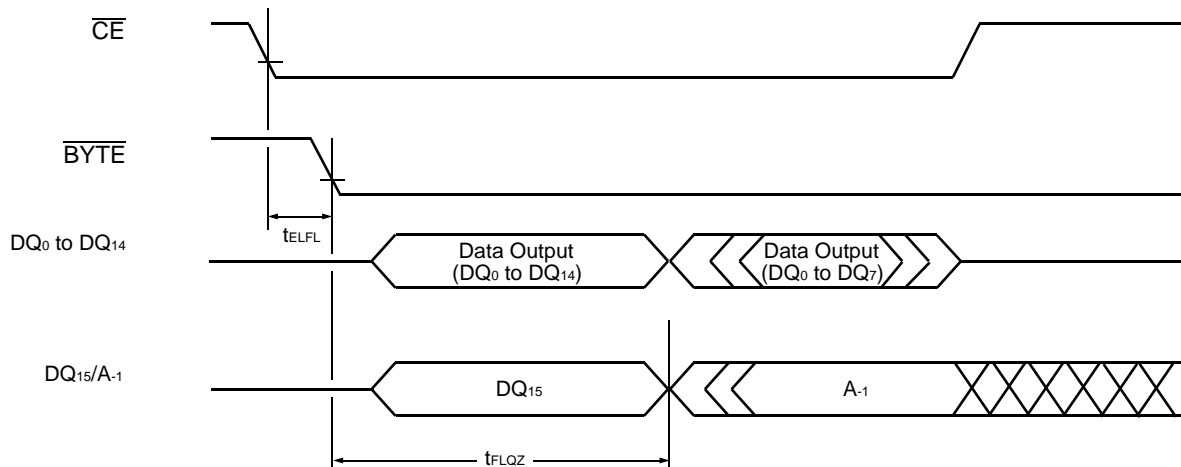 CE
BYTE
tELFL
DQ0 to DQ14
Data Output
(DQ0 to DQ14)
Data Output
(DQ0 to DQ7)
DQ15/A-1
DQ15
A-1
tFLQZ